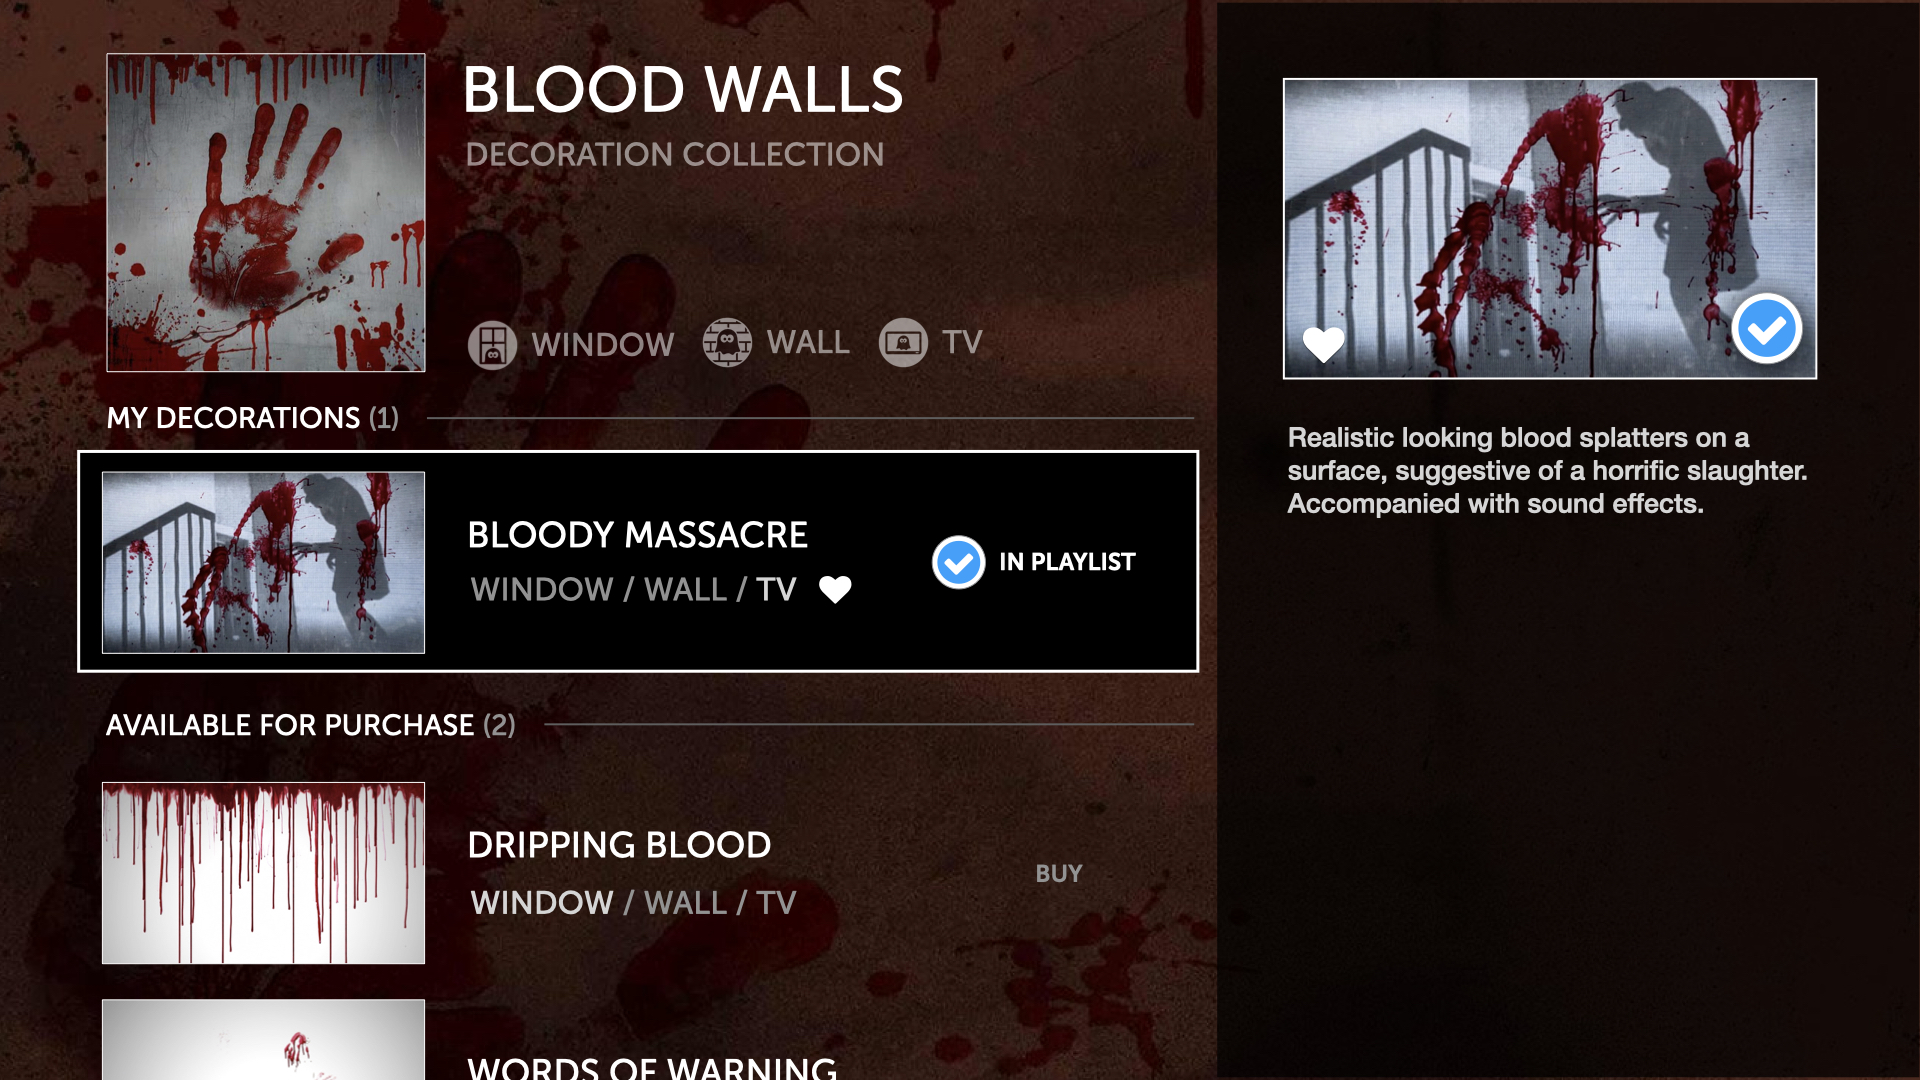 BLOOD WALLS
DECORATION COLLECTION
WINDOW WALL TV
MY DECORATIONS (1)
BLOODY MASSACRE
WINDOW / WALL / TV
IN PLAYLIST
AVAILABLE FOR PURCHASE (2)
DRIPPING BLOOD
WINDOW / WALL / TV
BUY
WORDS OF WARNING
Realistic looking blood splatters on a
surface, suggestive of a horrific slaughter.
Accompanied with sound effects.